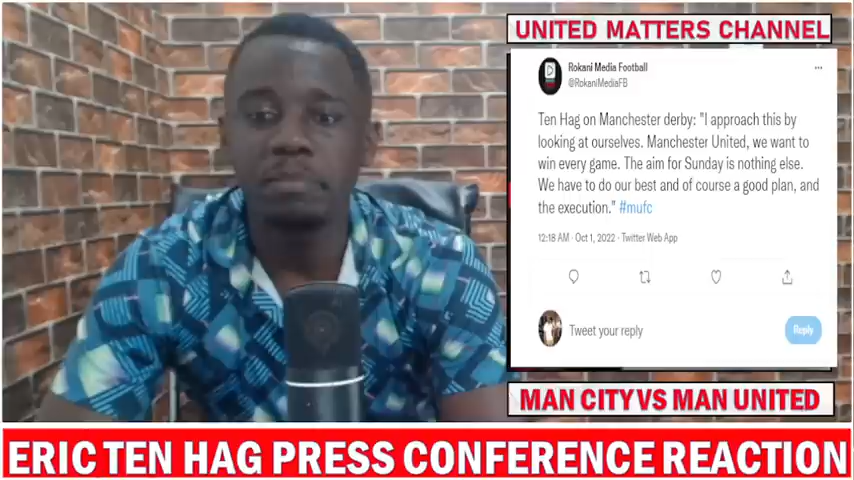 UNITED MATTERS CHANNEL
Rokani Media Football
@RokaniMediaFB
Ten Hag on Manchester derby: "I approach this by
looking at ourselves. Manchester United, we want to
win every game. The aim for Sunday is nothing else.
We have to do our best and of course a good plan, and
the execution." #mufc
12:18 AM · Oct 1, 2022 · Twitter Web App
Tweet your reply
Reply
MAN CITY VS MAN UNITED
ERIC TEN HAG PRESS CONFERENCE REACTION